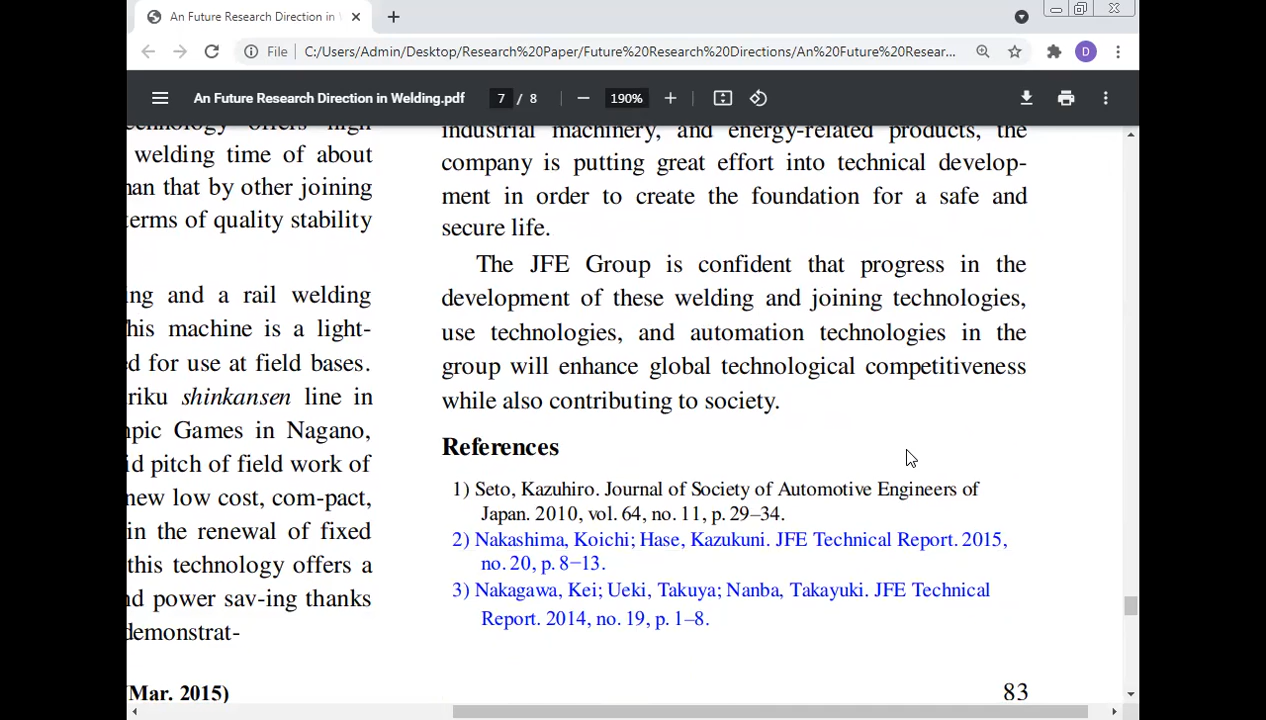 An Future Research Direction in
File C:/Users/Admin/Desktop/Research%20Paper/Future%20Research%20Directions/An%20Future%20Resear... D
An Future Research Direction in Welding.pdf 7 / 8 190%
technology offers high
welding time of about
than that by other joining
terms of quality stability
ing and a rail welding
his machine is a light-
ed for use at field bases.
riku shinkansen line in
mpic Games in Nagano,
id pitch of field work of
new low cost, com-pact,
in the renewal of fixed
this technology offers a
nd power sav-ing thanks
demonstrat-
(Mar. 2015)
industrial machinery, and energy-related products, the
company is putting great effort into technical develop-
ment in order to create the foundation for a safe and
secure life.
The JFE Group is confident that progress in the
development of these welding and joining technologies,
use technologies, and automation technologies in the
group will enhance global technological competitiveness
while also contributing to society.
References
1) Seto, Kazuhiro. Journal of Society of Automotive Engineers of
Japan. 2010, vol. 64, no. 11, p. 29–34.
2) Nakashima, Koichi; Hase, Kazukuni. JFE Technical Report. 2015,
no. 20, p. 8−13.
3) Nakagawa, Kei; Ueki, Takuya; Nanba, Takayuki. JFE Technical
Report. 2014, no. 19, p. 1–8.
83